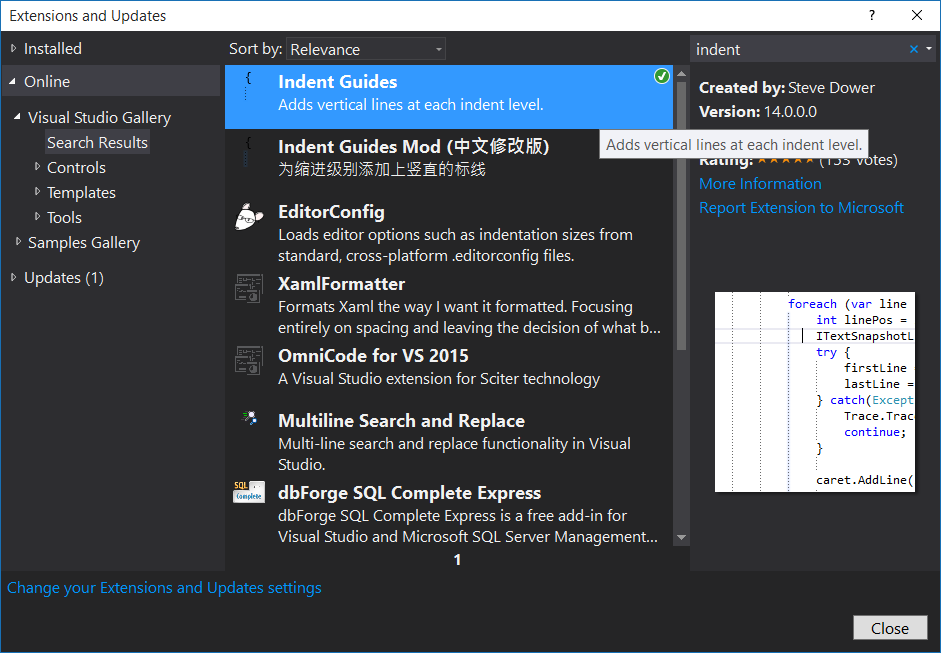 Extensions and Updates
?
Installed
Online
Visual Studio Gallery
Search Results
Controls
Templates
Tools
Samples Gallery
Updates (1)
Sort by: Relevance
Indent Guides
Adds vertical lines at each indent level.
Indent Guides Mod (中文修改版)
为缩进级别添加上竖直的标线
EditorConfig
Loads editor options such as indentation sizes from
standard, cross-platform .editorconfig files.
XamlFormatter
Formats Xaml the way I want it formatted. Focusing
entirely on spacing and leaving the decision of what b...
OmniCode for VS 2015
A Visual Studio extension for Sciter technology
Multiline Search and Replace
Multi-line search and replace functionality in Visual
Studio.
SQL
Complete
dbForge SQL Complete Express
dbForge SQL Complete Express is a free add-in for
Visual Studio and Microsoft SQL Server Management...
1
indent
Created by: Steve Dower
Version: 14.0.0.0
Adds vertical lines at each indent level.
Rating: (153 Votes)
More Information
Report Extension to Microsoft
foreach (var line
int linePos =
ITextSnapshotL
try {
firstLine
lastLine =
} catch(Except
Trace.Trac
continue;
}
caret.AddLine(
Change your Extensions and Updates settings
Close